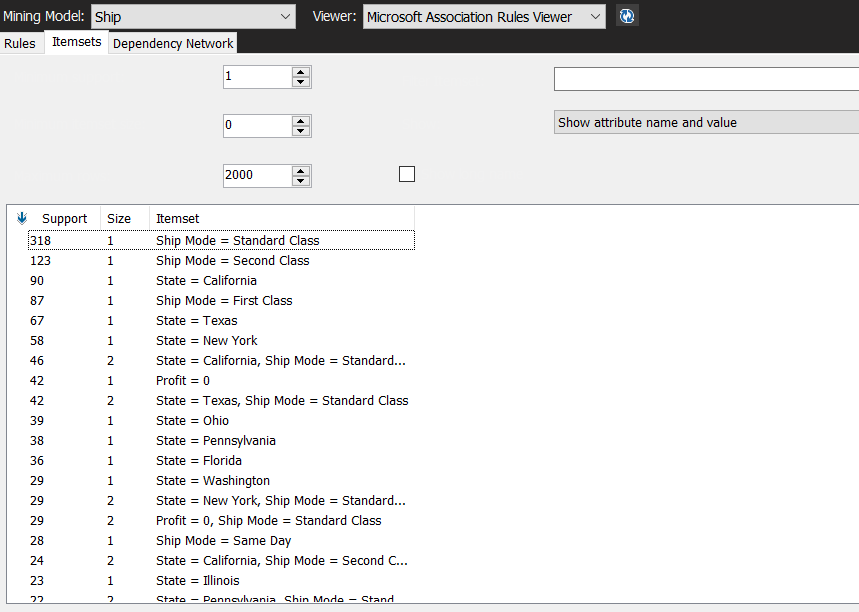 Mining Model: Ship Viewer: Microsoft Association Rules Viewer
Rules Itemsets Dependency Network
1
0 Show attribute name and value
2000
Support Size Itemset
318 1 Ship Mode = Standard Class
123 1 Ship Mode = Second Class
90 1 State = California
87 1 Ship Mode = First Class
67 1 State = Texas
58 1 State = New York
46 2 State = California, Ship Mode = Standard...
42 1 Profit = 0
42 2 State = Texas, Ship Mode = Standard Class
39 1 State = Ohio
38 1 State = Pennsylvania
36 1 State = Florida
29 1 State = Washington
29 2 State = New York, Ship Mode = Standard...
29 2 Profit = 0, Ship Mode = Standard Class
28 1 Ship Mode = Same Day
24 2 State = California, Ship Mode = Second C...
23 1 State = Illinois
22 2 State = Pennsylvania, Ship Mode = Stand